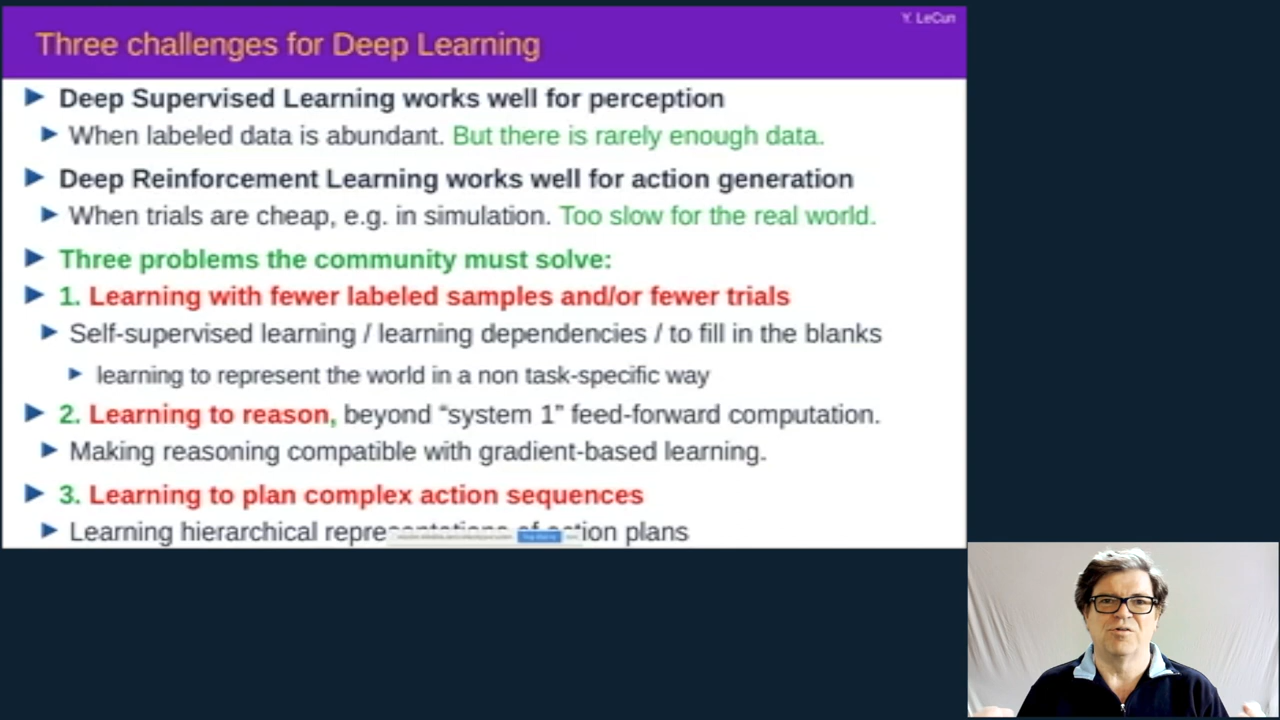 Y. LeCun
Three challenges for Deep Learning
Deep Supervised Learning works well for perception
When labeled data is abundant. But there is rarely enough data.
Deep Reinforcement Learning works well for action generation
When trials are cheap, e.g. in simulation. Too slow for the real world.
Three problems the community must solve:
1. Learning with fewer labeled samples and/or fewer trials
Self-supervised learning / learning dependencies / to fill in the blanks
learning to represent the world in a non task-specific way
2. Learning to reason, beyond “system 1” feed-forward computation.
Making reasoning compatible with gradient-based learning.
3. Learning to plan complex action sequences
Learning hierarchical representations of action plans